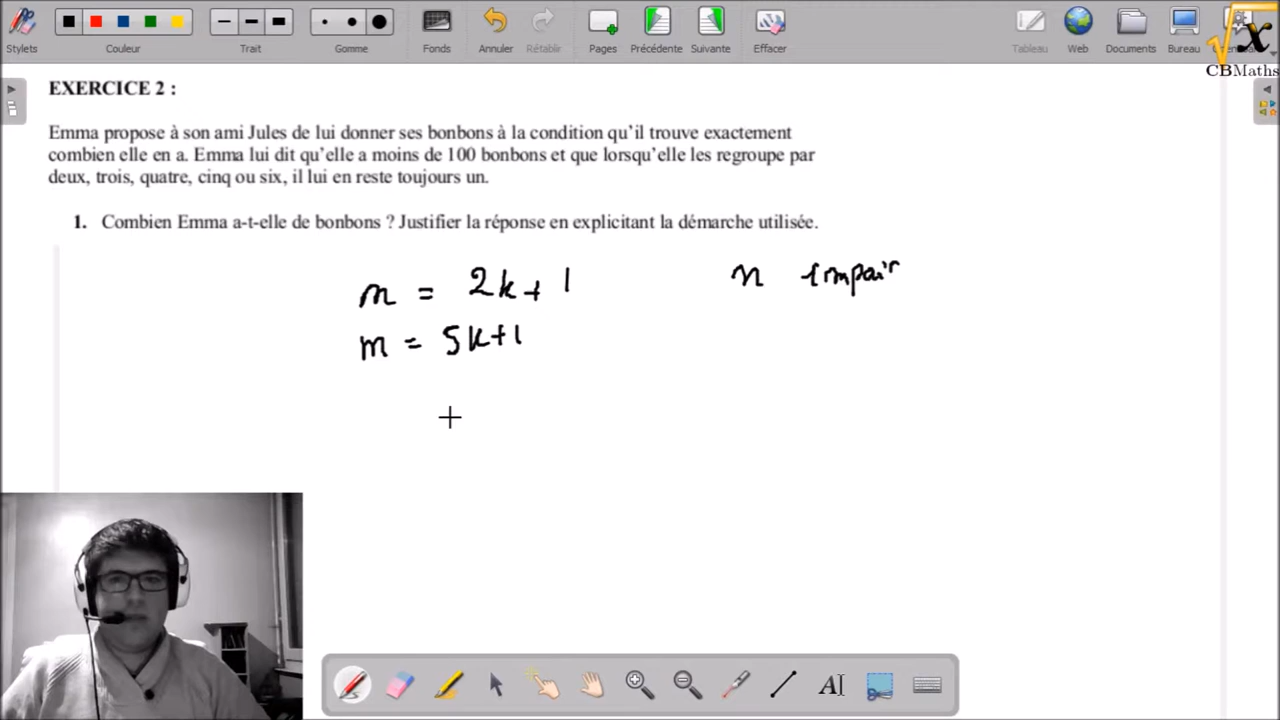 Stylets Couleur Trait Gomme Fonds Annuler Rétablir Pages Précédente Suivante Effacer Tableau Web Documents Bureau
CBMaths
EXERCICE 2 :
Emma propose à son ami Jules de lui donner ses bonbons à la condition qu'il trouve exactement
combien elle en a. Emma lui dit qu'elle a moins de 100 bonbons et que lorsqu'elle les regroupe par
deux, trois, quatre, cinq ou six, il lui en reste toujours un.
1. Combien Emma a-t-elle de bonbons ? Justifier la réponse en explicitant la démarche utilisée.
n = 2k+1 n impair
n = 5k+1